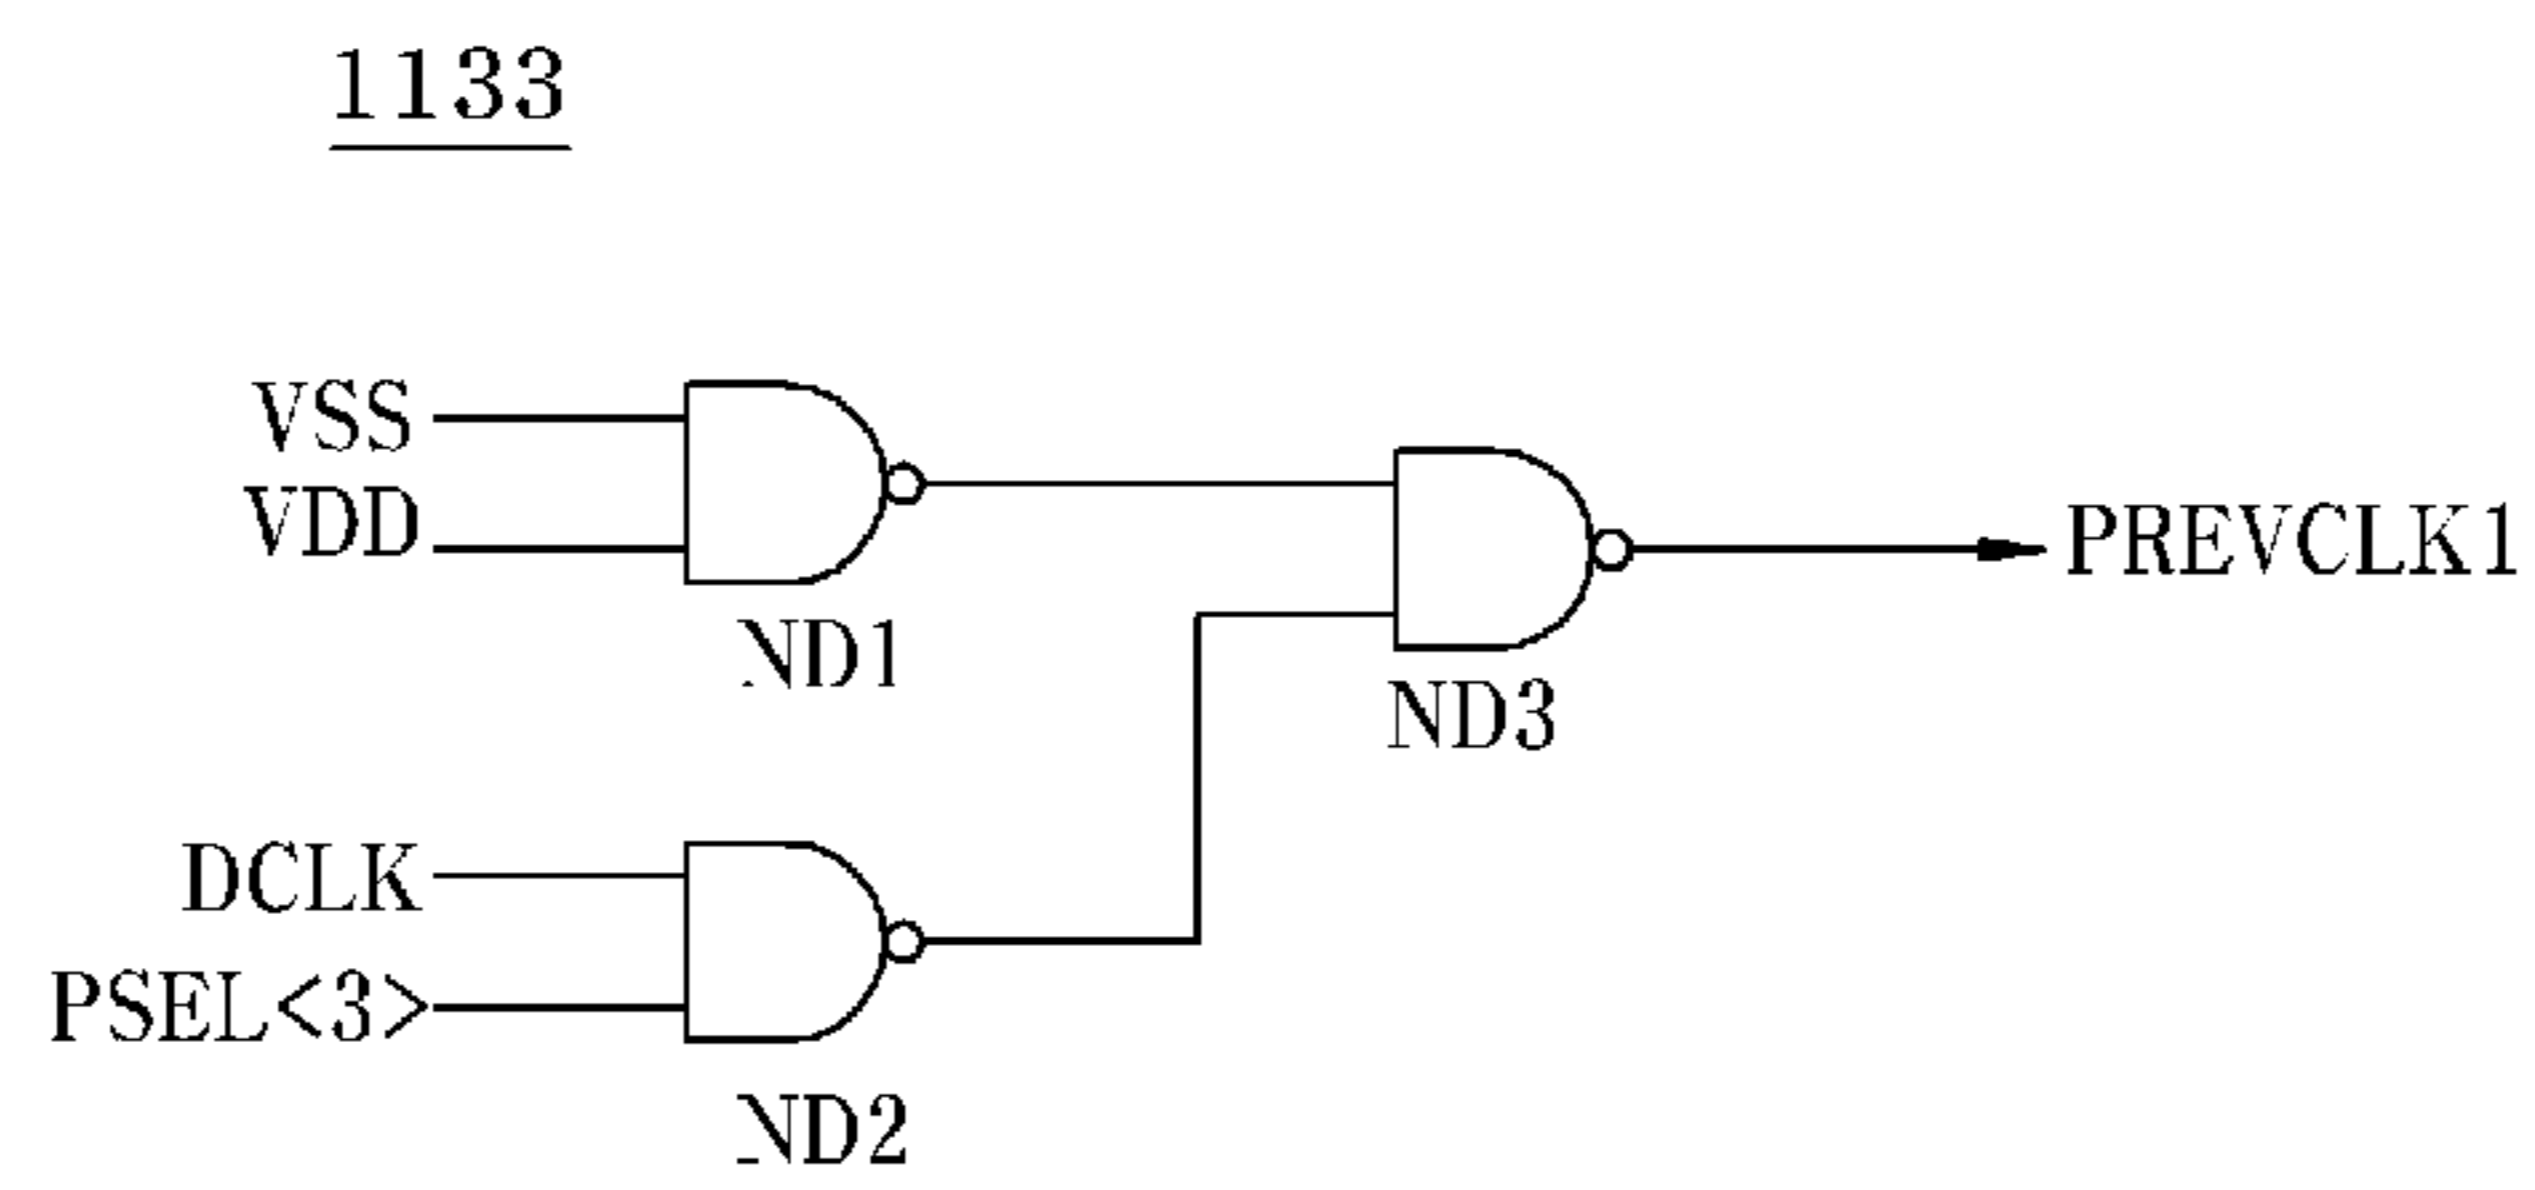 1133
VSS
VDD
ND1
PREVCLK1
ND3
DCLK
PSEL<3>
ND2